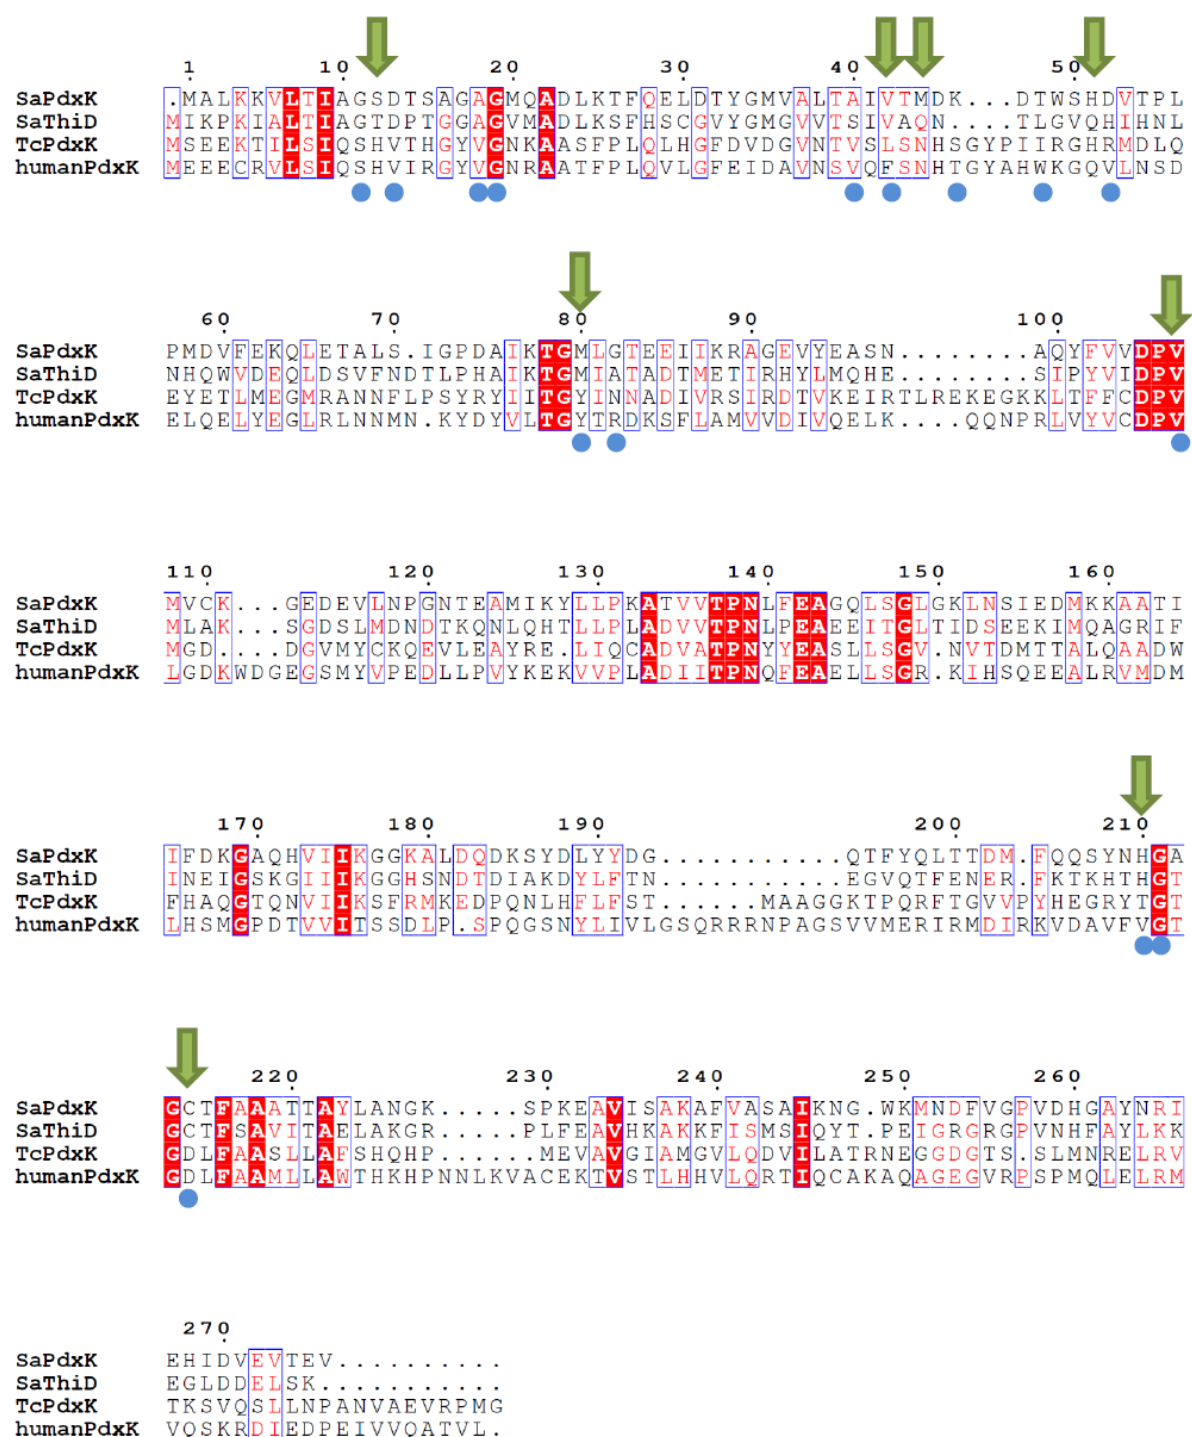 1 10 20 30 40 50
SaPdxK .MALKKVLTIAGSDTSAGAGMQADLKTFQELDTYGMVALTAIVTMDK...DTWSHDVTPL
SaThiD MIKPKIALTIAGTDPTGGAGVMADLKSFHSCGVYGMGVVTSIVAQN....TLGVQHIHNL
TcPdxK MSEEKTILSIQSHVTHGYVGNKAASFPLQLHGFDVDGVNTVSLSNHSGYPIIRGHRMDLQ
humanPdxK MEEECRVLSIQSHVIRGYVGNRAATFPLQVLGFEIDAVNSVQFSNHTGYAHWKGQVLNSD
60 70 80 90 100
SaPdxK PMDVFEKQLETALS.IGPDAIKTGMLGTEEIIKRAGEVYEASN........AQYFVVDPV
SaThiD NHQWVDEQLDSVFNDTLPHAIKTGMIATADTMETIRHYLMQHE........SIPYVIDPV
TcPdxK EYETLMEGMRANNFLPSYRYIITGYINNADIVRSIRDTVKEIRTLREKEGKKLTFFCDPV
humanPdxK ELQELYEGLRLNNMN.KYDYVLTGYTRDKSFLAMVVDIVQELK....QQNPRLVYVCDPV
110 120 130 140 150 160
SaPdxK MVCK...GEDEVLNPGNTEAMIKYLLPKATVVTPNLFEAGQLSGLGKLNSIEDMKKAATI
SaThiD MLAK...SGDSLMDNDTKQNLQHTLLPLADVVTPNLPEAEEITGLTIDSEEKIMQAGRIF
TcPdxK MGD....DGVMYCKQEVLEAYRE.LIQCADVATPNYYEASLLSGV.NVTDMTTALQAADW
humanPdxK LGDKWDGEGSMYVPEDLLPVYKEKVVPLADIITPNQFEAELLSGR.KIHSQEEALRVMDM
170 180 190 200 210
SaPdxK IFDKGAQHVIIKGGKALDQDKSYDLYYDG...........QTFYQLTTDM.FQQSYNHGA
SaThiD INEIGSKGIIIKGGHSNDTDIAKDYLFTN...........EGVQTFENER.FKTKHTHGT
TcPdxK FHAQGTQNVIIKSFRMKEDPQNLHFLFST......MAAGGKTPQRFTGVVPYHEGRYTGT
humanPdxK LHSMGPDTVVITSSDLP.SPQGSNYLIVLGSQRRRNPAGSVVMERIRMDIRKVDAVFVGT
220 230 240 250 260
SaPdxK GCTFAAATTAYLANGK.....SPKEAVISAKAFVASAIKNG.WKMNDFVGPVDHGAYNRI
SaThiD GCTFSAVITAELAKGR.....PLFEAVHKAKKFISMSIQYT.PEIGRGRGPVNHFAYLKK
TcPdxK GDLFAASLLAFSHQHP......MEVAVGIAMGVLQDVILATRNEGGDGTS.SLMNRELRV
humanPdxK GDLFAAMLLAWTHKHPNNLKVACEKTVSTLHHVLQRTIQCAKAQAGEGVRPSPMQLELRM
270
SaPdxK EHIDVEVTEV..........
SaThiD EGLDDELSK...........
TcPdxK TKSVQSLLNPANVAEVRPMG
humanPdxK VQSKRDIEDPEIVVQATVL.